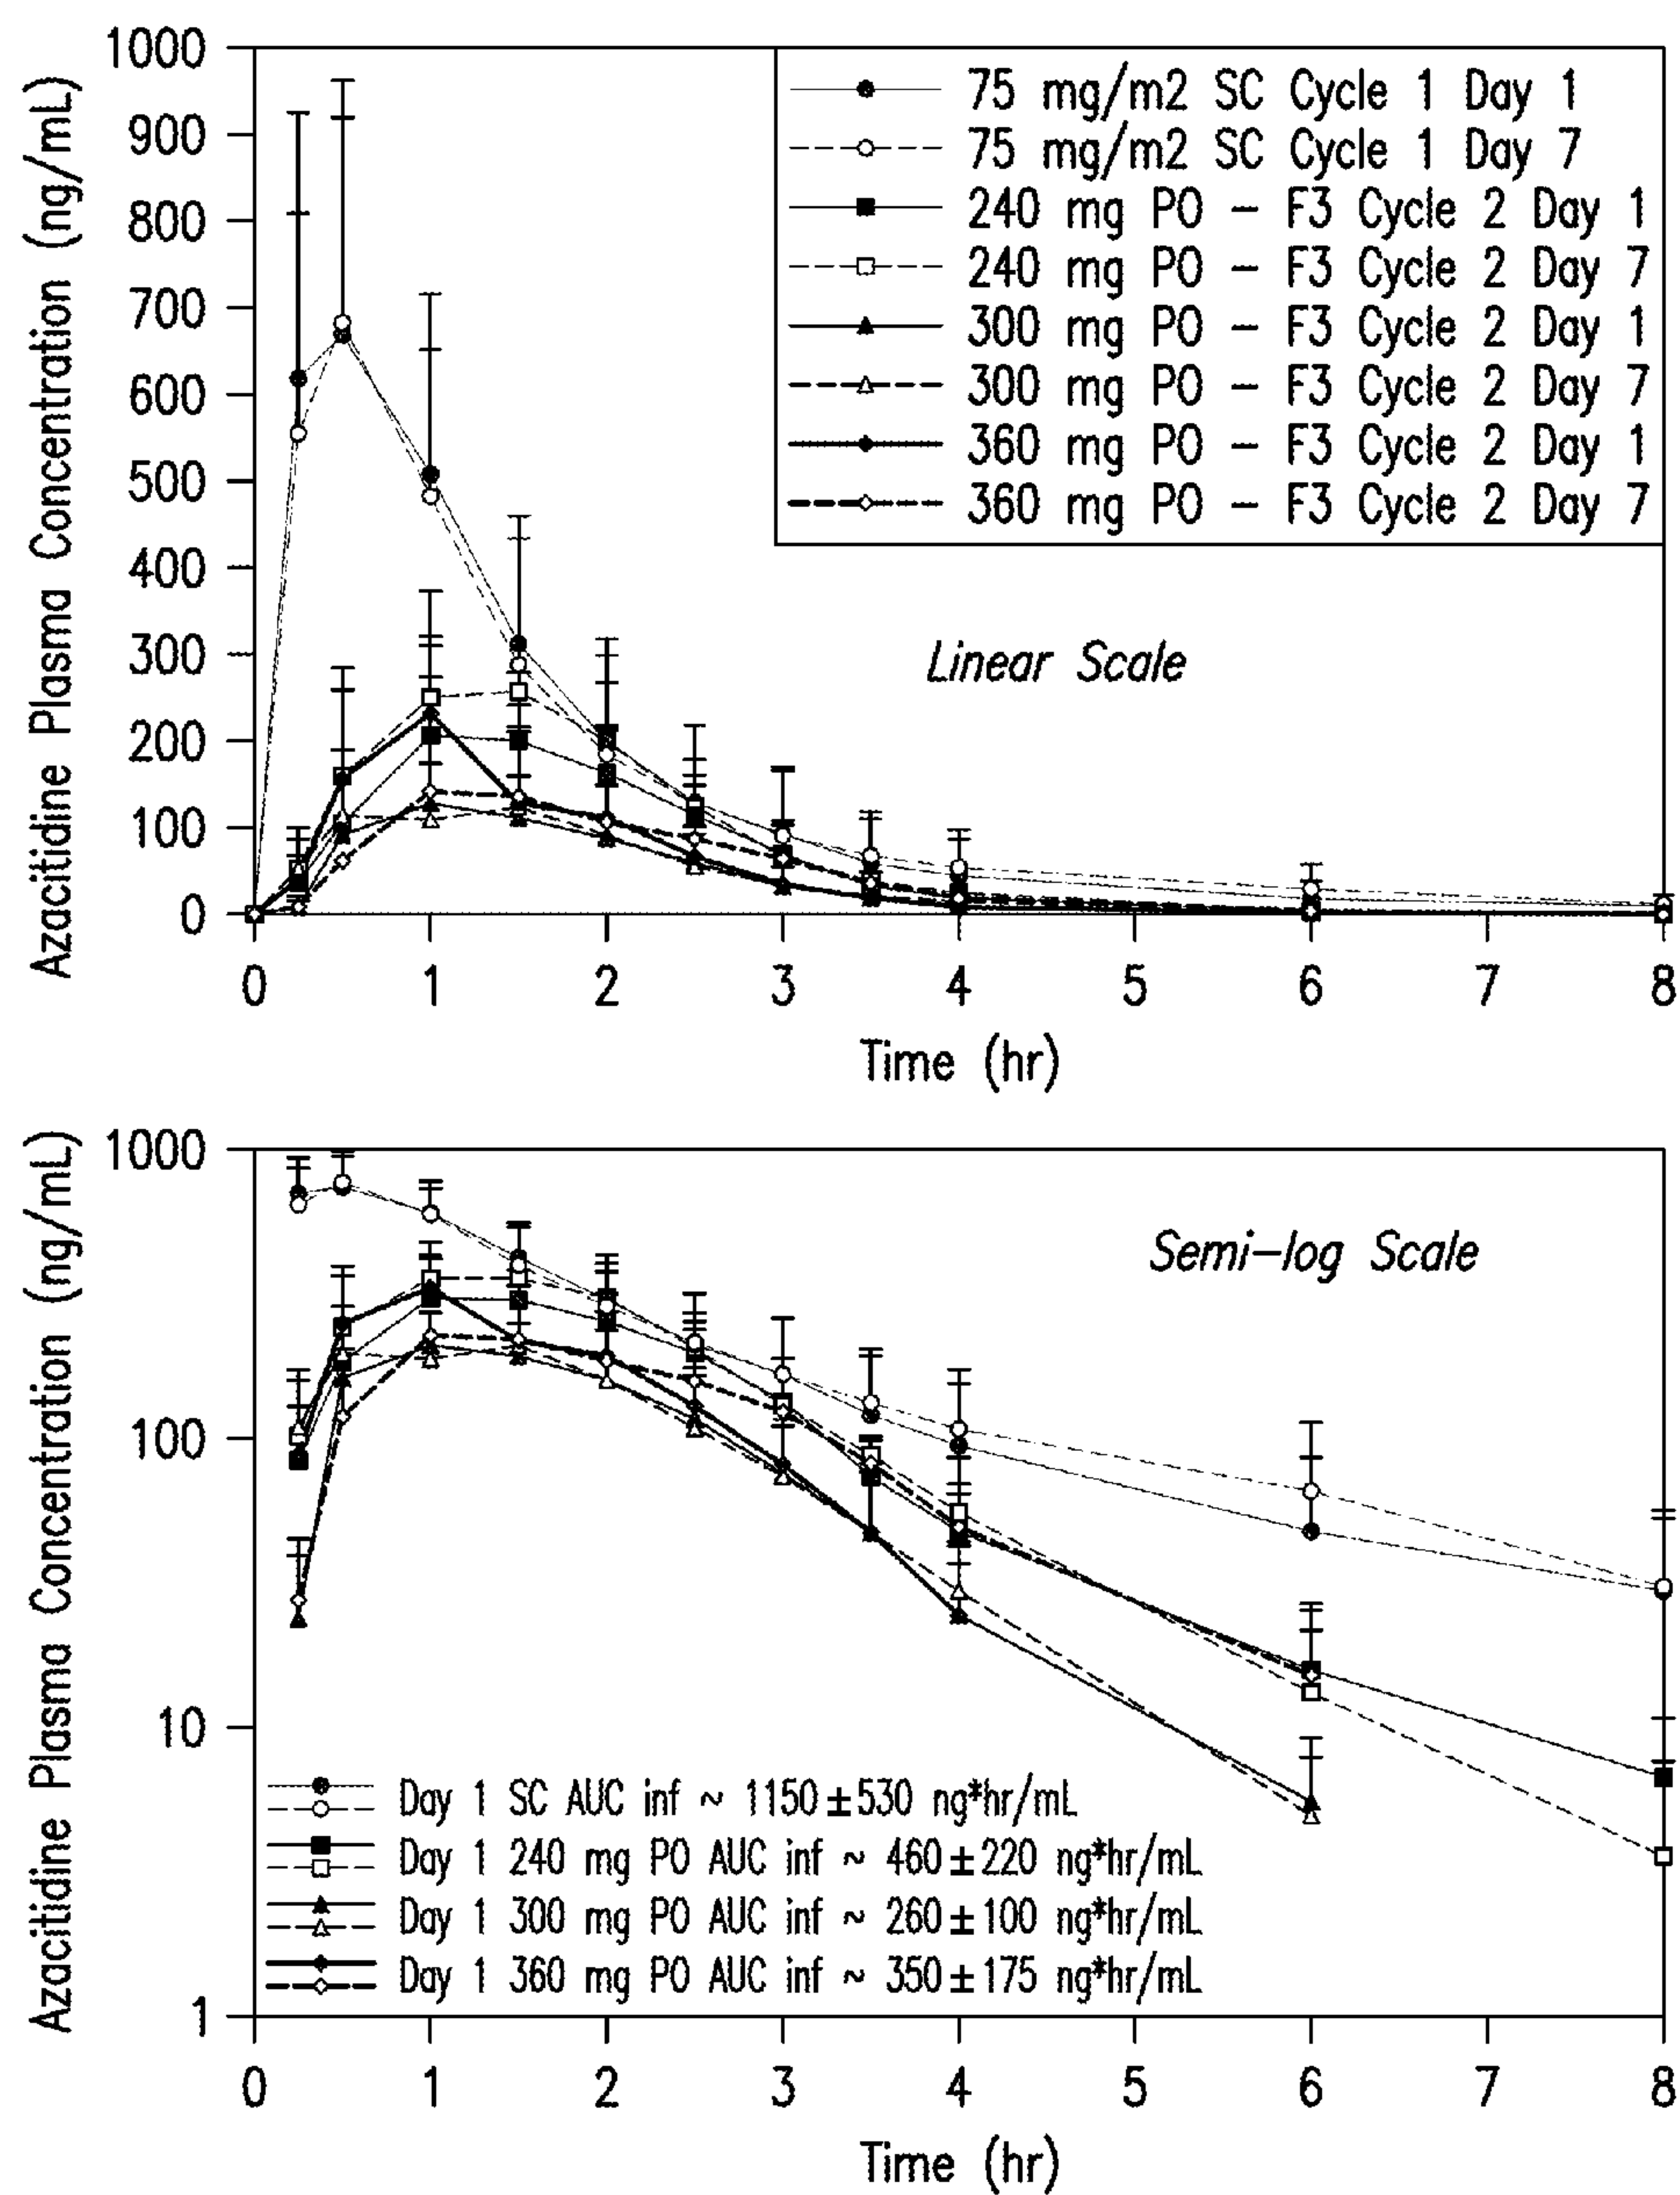 Azacitidine Plasma Concentration (ng/mL)
1000
900
800
700
600
500
400
300
200
100
0
75 mg/m2 SC Cycle 1 Day 1
75 mg/m2 SC Cycle 1 Day 7
240 mg PO - F3 Cycle 2 Day 1
240 mg PO - F3 Cycle 2 Day 7
300 mg PO - F3 Cycle 2 Day 1
300 mg PO - F3 Cycle 2 Day 7
360 mg PO - F3 Cycle 2 Day 1
360 mg PO - F3 Cycle 2 Day 7
Linear Scale
0 1 2 3 4 5 6 7 8
Time (hr)
Azacitidine Plasma Concentration (ng/mL)
1000
100
10
1
Semi-log Scale
Day 1 SC AUC inf ~ 1150±530 ng*hr/mL
Day 1 240 mg PO AUC inf ~ 460±220 ng*hr/mL
Day 1 300 mg PO AUC inf ~ 260±100 ng*hr/mL
Day 1 360 mg PO AUC inf ~ 350±175 ng*hr/mL
0 1 2 3 4 5 6 7 8
Time (hr)